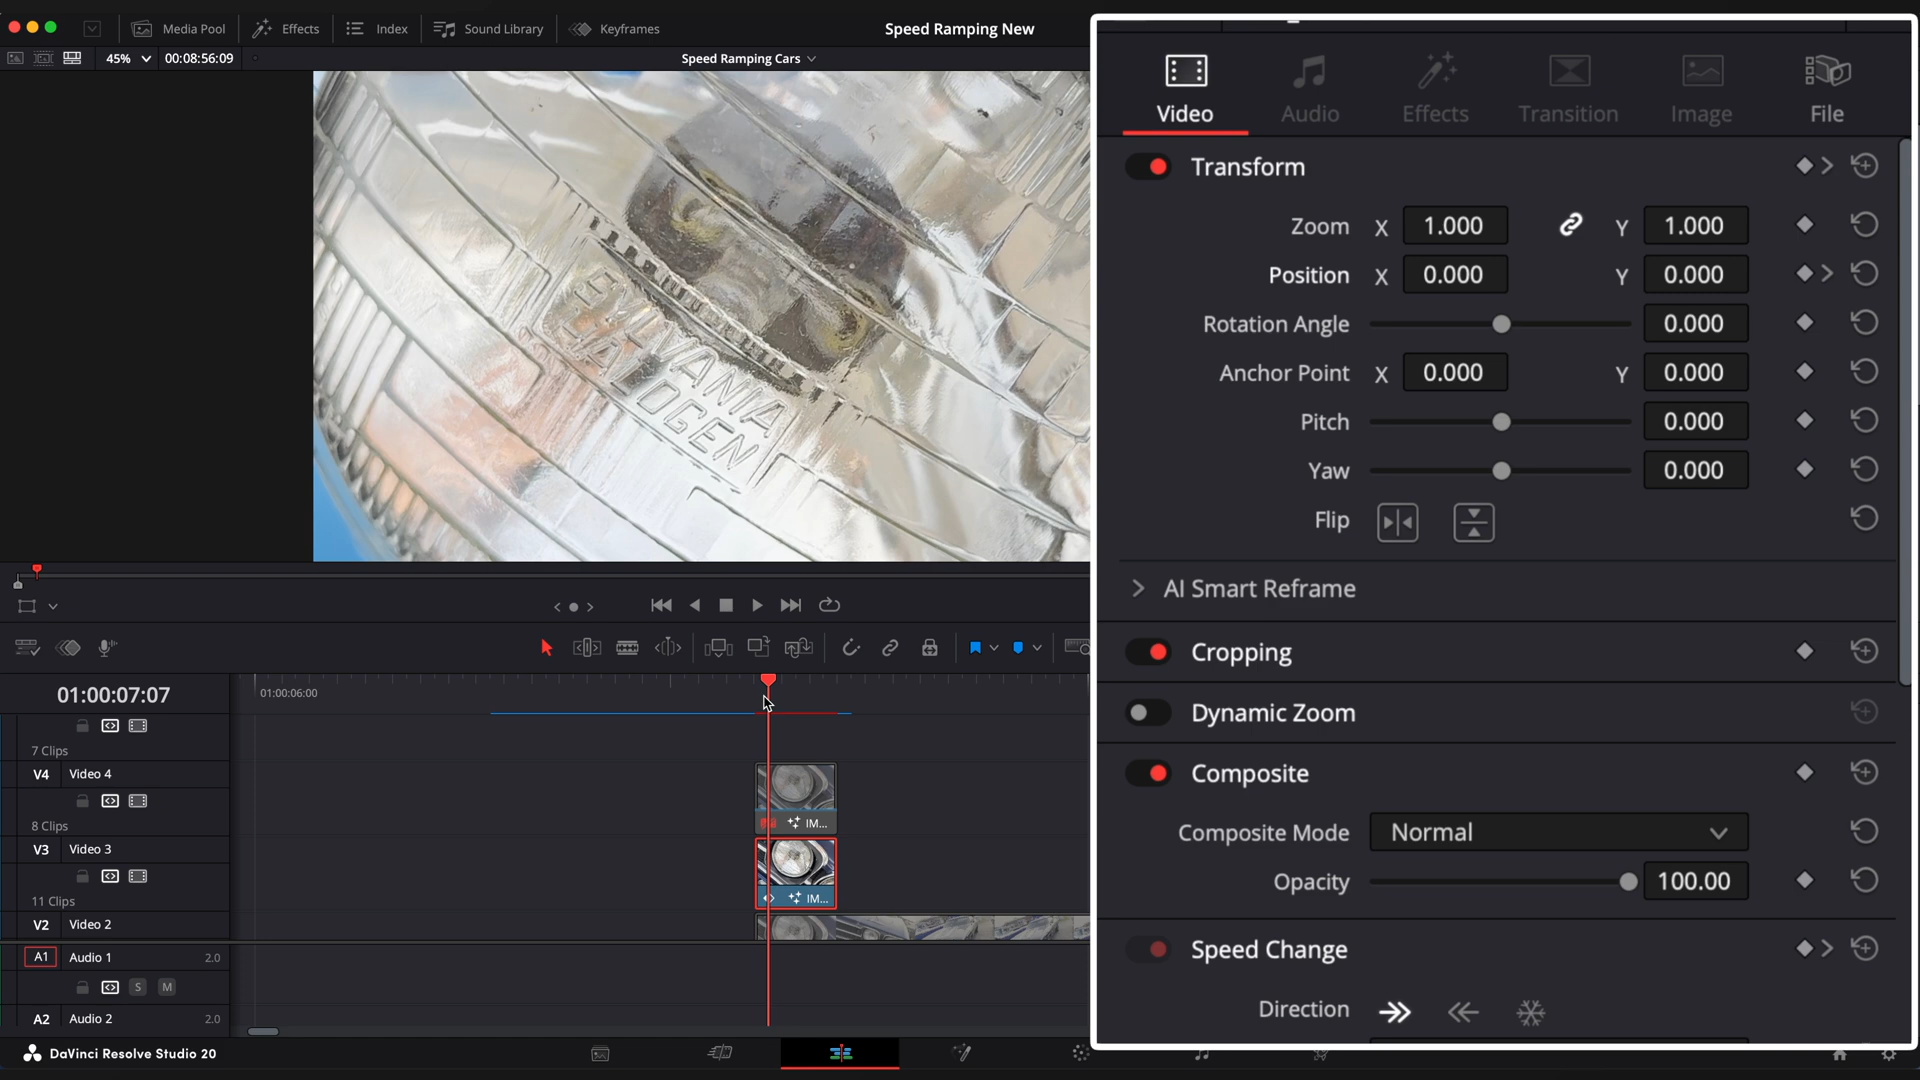 Media Pool
Effects
Index
Sound Library
Keyframes
Speed Ramping New
45%
00:08:56:09
Speed Ramping Cars
HALOGEN
01:00:07:07
01:00:06:00
7 Clips
V4 Video 4
8 Clips
IM...
V3 Video 3
11 Clips
IM...
V2 Video 2
A1 Audio 1 2.0
S M
A2 Audio 2 2.0
DaVinci Resolve Studio 20
Video
Audio
Effects
Transition
Image
File
Transform
Zoom X 1.000 Y 1.000
Position X 0.000 Y 0.000
Rotation Angle 0.000
Anchor Point X 0.000 Y 0.000
Pitch 0.000
Yaw 0.000
Flip
AI Smart Reframe
Cropping
Dynamic Zoom
Composite
Composite Mode Normal
Opacity 100.00
Speed Change
Direction